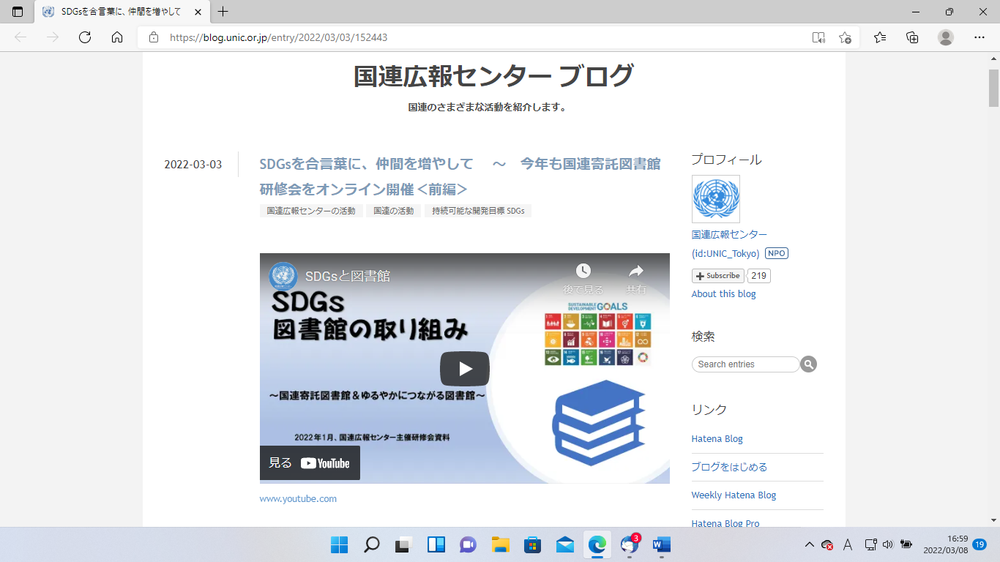 SDGsを合言葉に、仲間を増やして
https://blog.unic.or.jp/entry/2022/03/03/152443
国連広報センター ブログ
国連のさまざまな活動を紹介します。
2022-03-03
SDGsを合言葉に、仲間を増やして　～　今年も国連寄託図書館
研修会をオンライン開催＜前編＞
国連広報センターの活動 国連の活動 持続可能な開発目標 SDGs
SDGsと図書館
後で見る 共有
SDGs
図書館の取り組み
SUSTAINABLE DEVELOPMENT GOALS
～国連寄託図書館＆ゆるやかにつながる図書館～
2022年1月、国連広報センター主催研修会資料
見る YouTube
www.youtube.com
プロフィール
国連広報センター
(id:UNIC_Tokyo) NPO
Subscribe 219
About this blog
検索
Search entries
リンク
Hatena Blog
ブログをはじめる
Weekly Hatena Blog
Hatena Blog Pro
3
A
16:59
2022/03/08
19